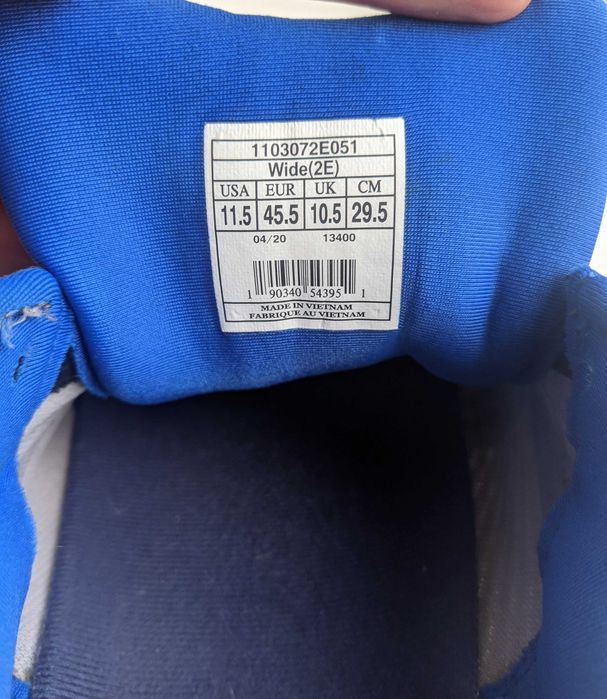 1103072E051
Wide(2E)
USA EUR UK CM
11.5 45.5 10.5 29.5
04/20 13400
1 90340 54395 1
MADE IN VIETNAM
FABRIQUE AU VIETNAM